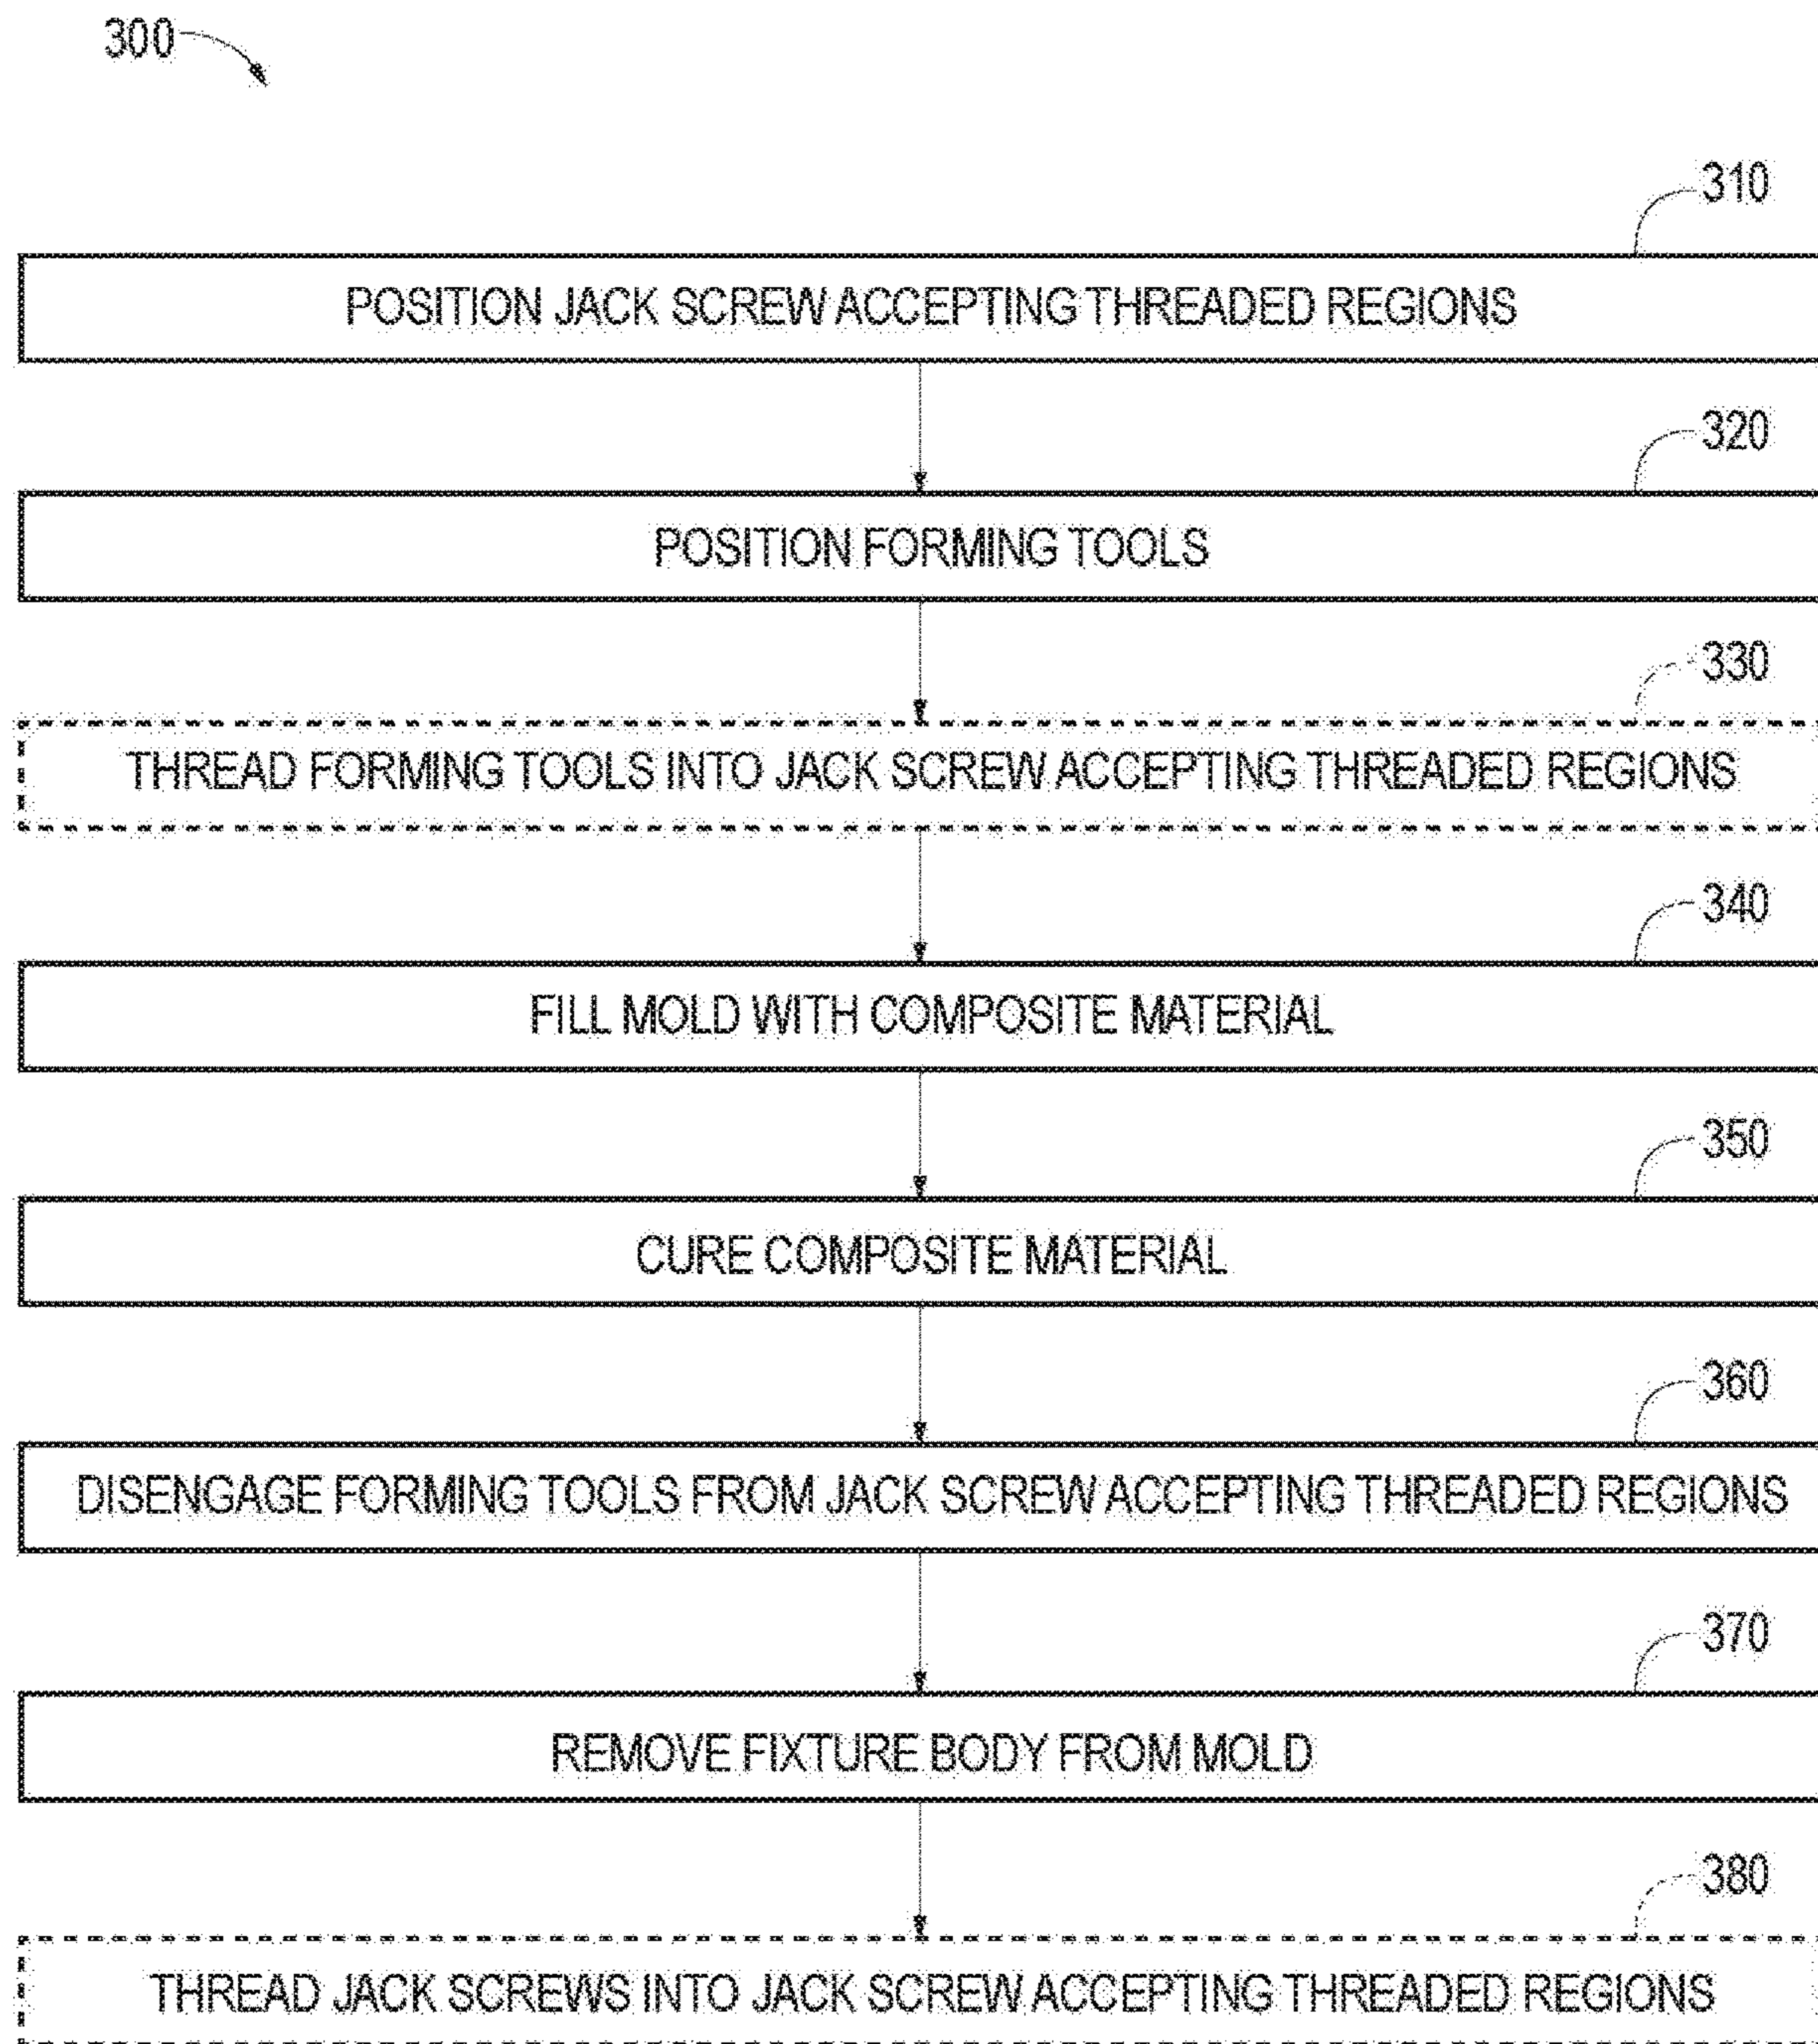 300
310
POSITION JACK SCREW ACCEPTING THREADED REGIONS
320
POSITION FORMING TOOLS
330
THREAD FORMING TOOLS INTO JACK SCREW ACCEPTING THREADED REGIONS
340
FILL MOLD WITH COMPOSITE MATERIAL
350
CURE COMPOSITE MATERIAL
360
DISENGAGE FORMING TOOLS FROM JACK SCREW ACCEPTING THREADED REGIONS
370
REMOVE FIXTURE BODY FROM MOLD
380
THREAD JACK SCREWS INTO JACK SCREW ACCEPTING THREADED REGIONS